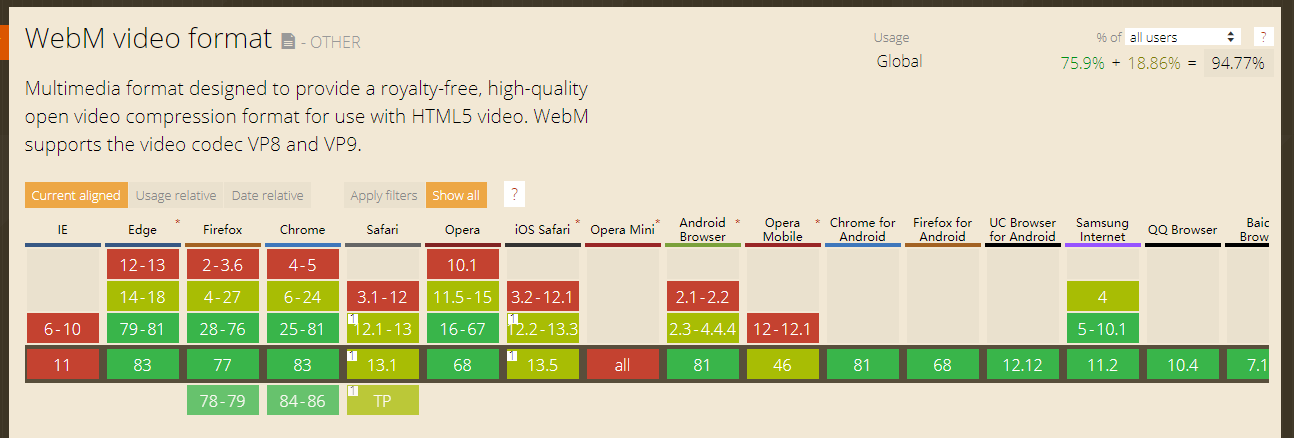 WebM video format - OTHER
Usage % of all users ?
Global 75.9% + 18.86% = 94.77%
Multimedia format designed to provide a royalty-free, high-quality
open video compression format for use with HTML5 video. WebM
supports the video codec VP8 and VP9.
Current aligned Usage relative Date relative Apply filters Show all ?
IE Edge * Firefox Chrome Safari Opera iOS Safari * Opera Mini * Android Browser * Opera Mobile * Chrome for Android Firefox for Android UC Browser for Android Samsung Internet QQ Browser Baid Brow
12-13 2-3.6 4-5 10.1
14-18 4-27 6-24 3.1-12 11.5-15 3.2-12.1 2.1-2.2 4
6-10 79-81 28-76 25-81 1 12.1-13 16-67 1 12.2-13.3 2.3-4.4.4 12-12.1 5-10.1
11 83 77 83 1 13.1 68 1 13.5 all 81 46 81 68 12.12 11.2 10.4 7.1
78-79 84-86 1 TP